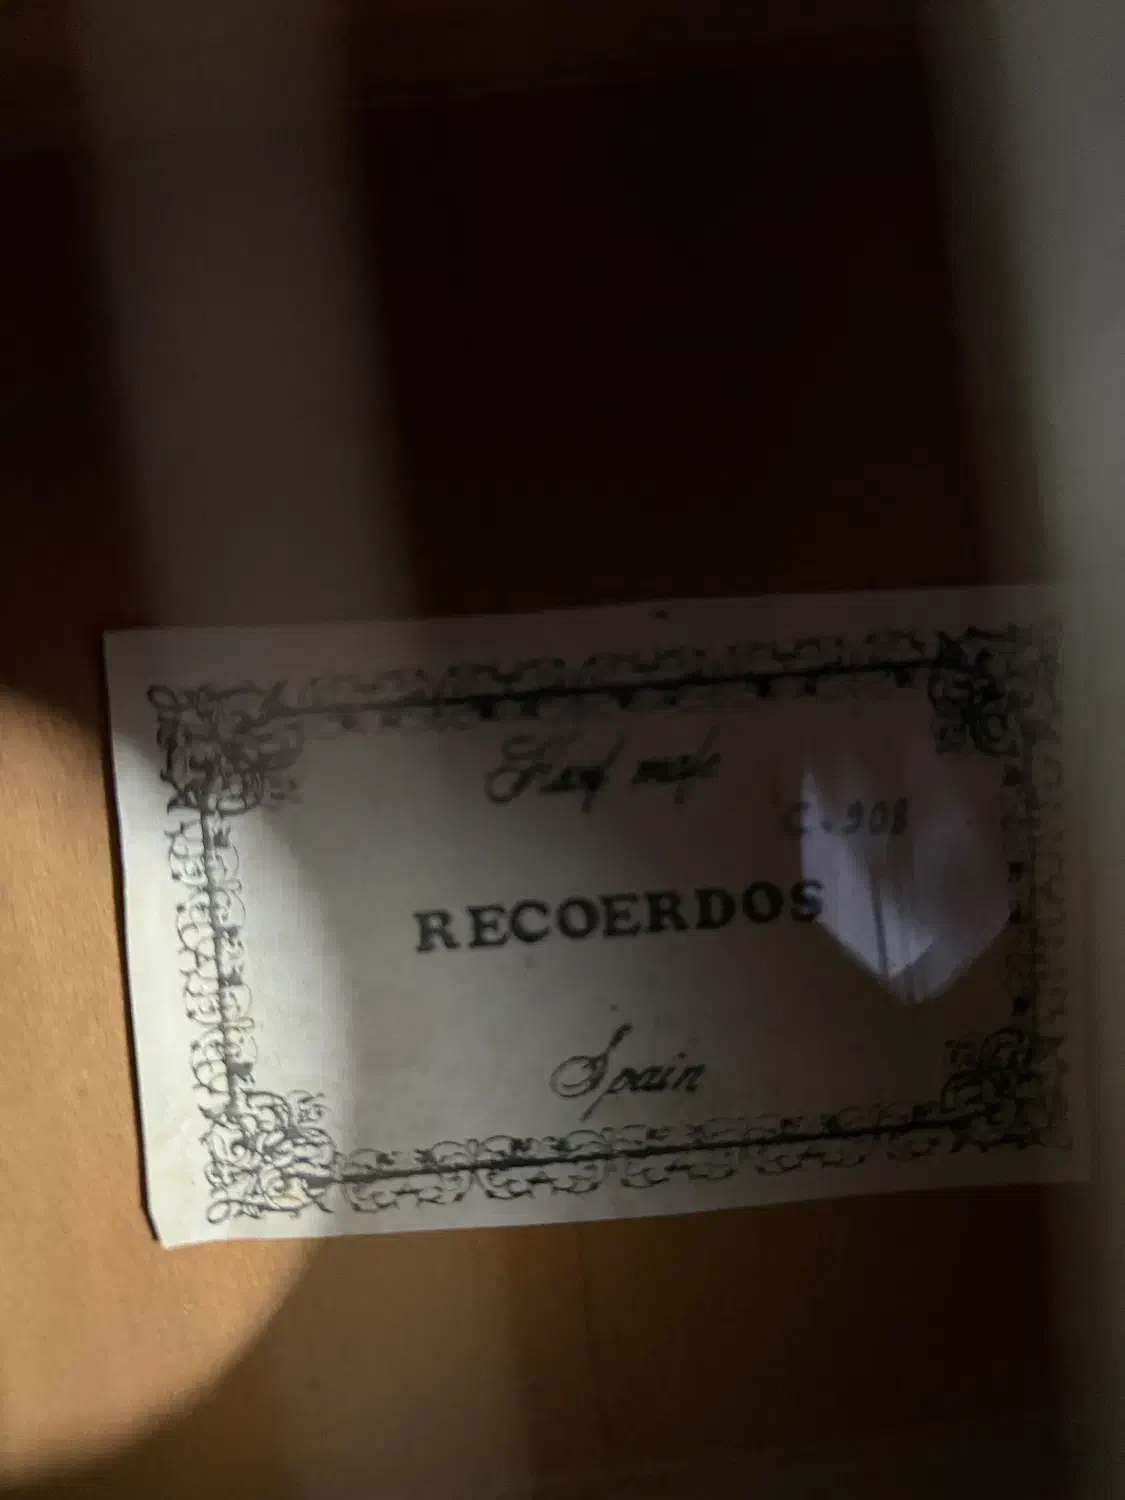 Hand made
C-908
RECOERDOS
Spain